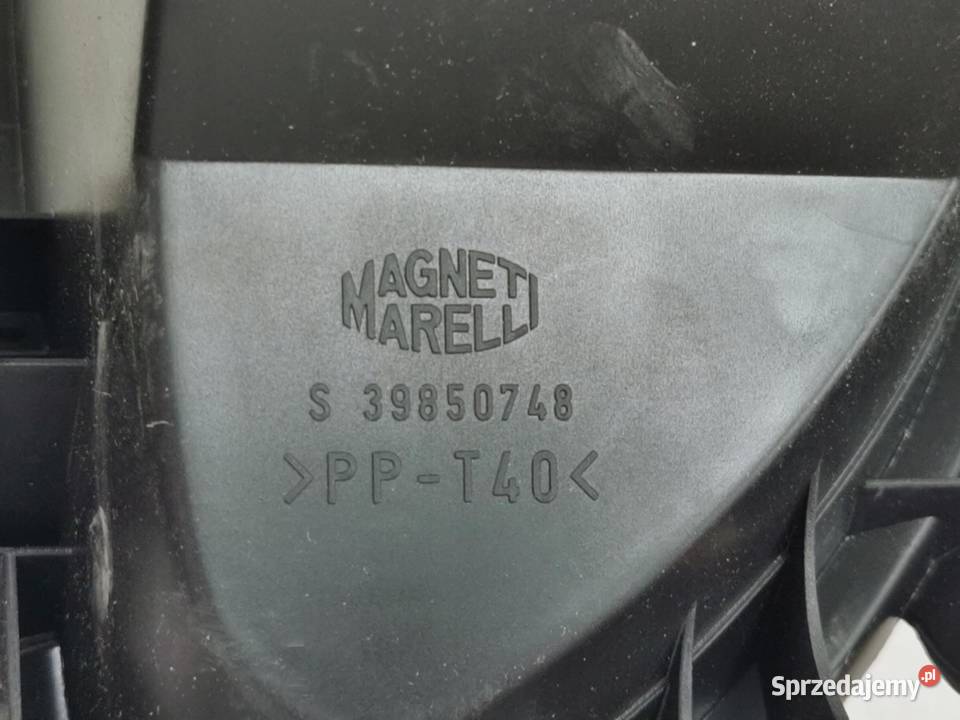 MAGNETI
MARELLI
S 39850748
>PP-T40<
Sprzedajemy.pl